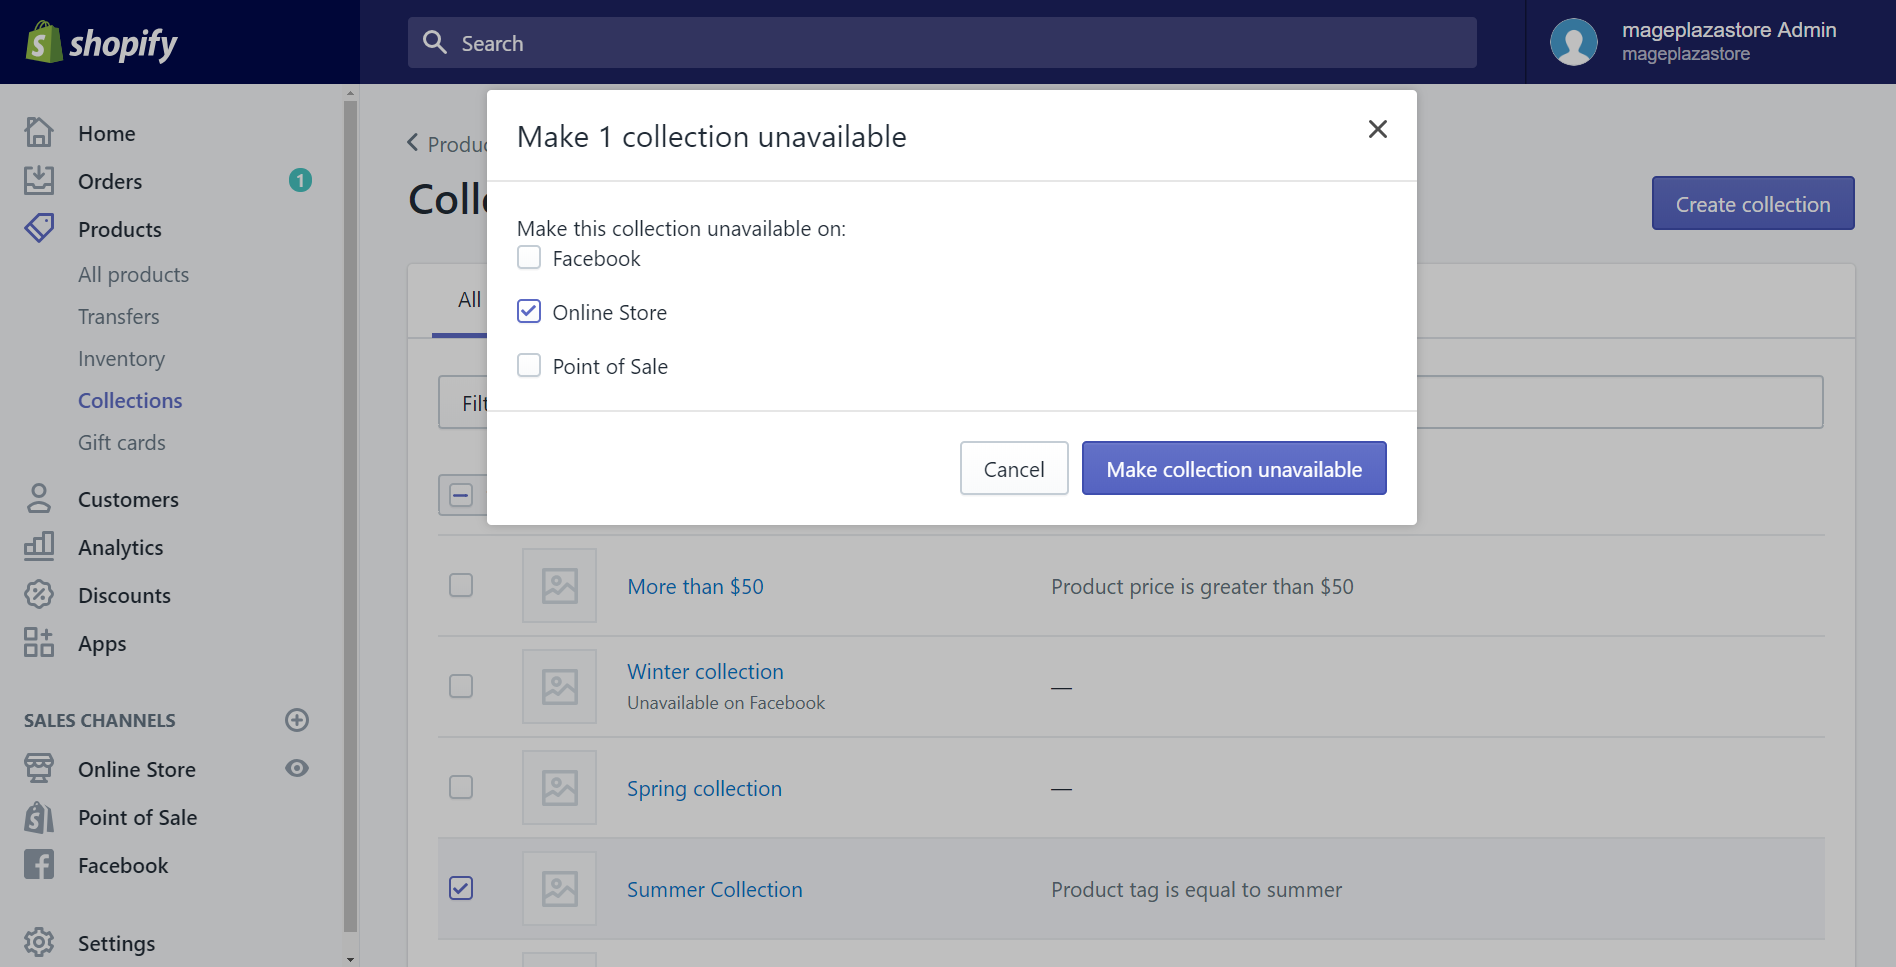 shopify
Search
mageplazastore Admin
mageplazastore
Home
Orders
1
Products
All products
Transfers
Inventory
Collections
Gift cards
Customers
Analytics
Discounts
Apps
SALES CHANNELS
Online Store
Point of Sale
Facebook
Settings
Create collection
All
Make 1 collection unavailable
Make this collection unavailable on:
Facebook
Online Store
Point of Sale
Cancel
Make collection unavailable
More than $50
Product price is greater than $50
Winter collection
Unavailable on Facebook
—
Spring collection
—
Summer Collection
Product tag is equal to summer